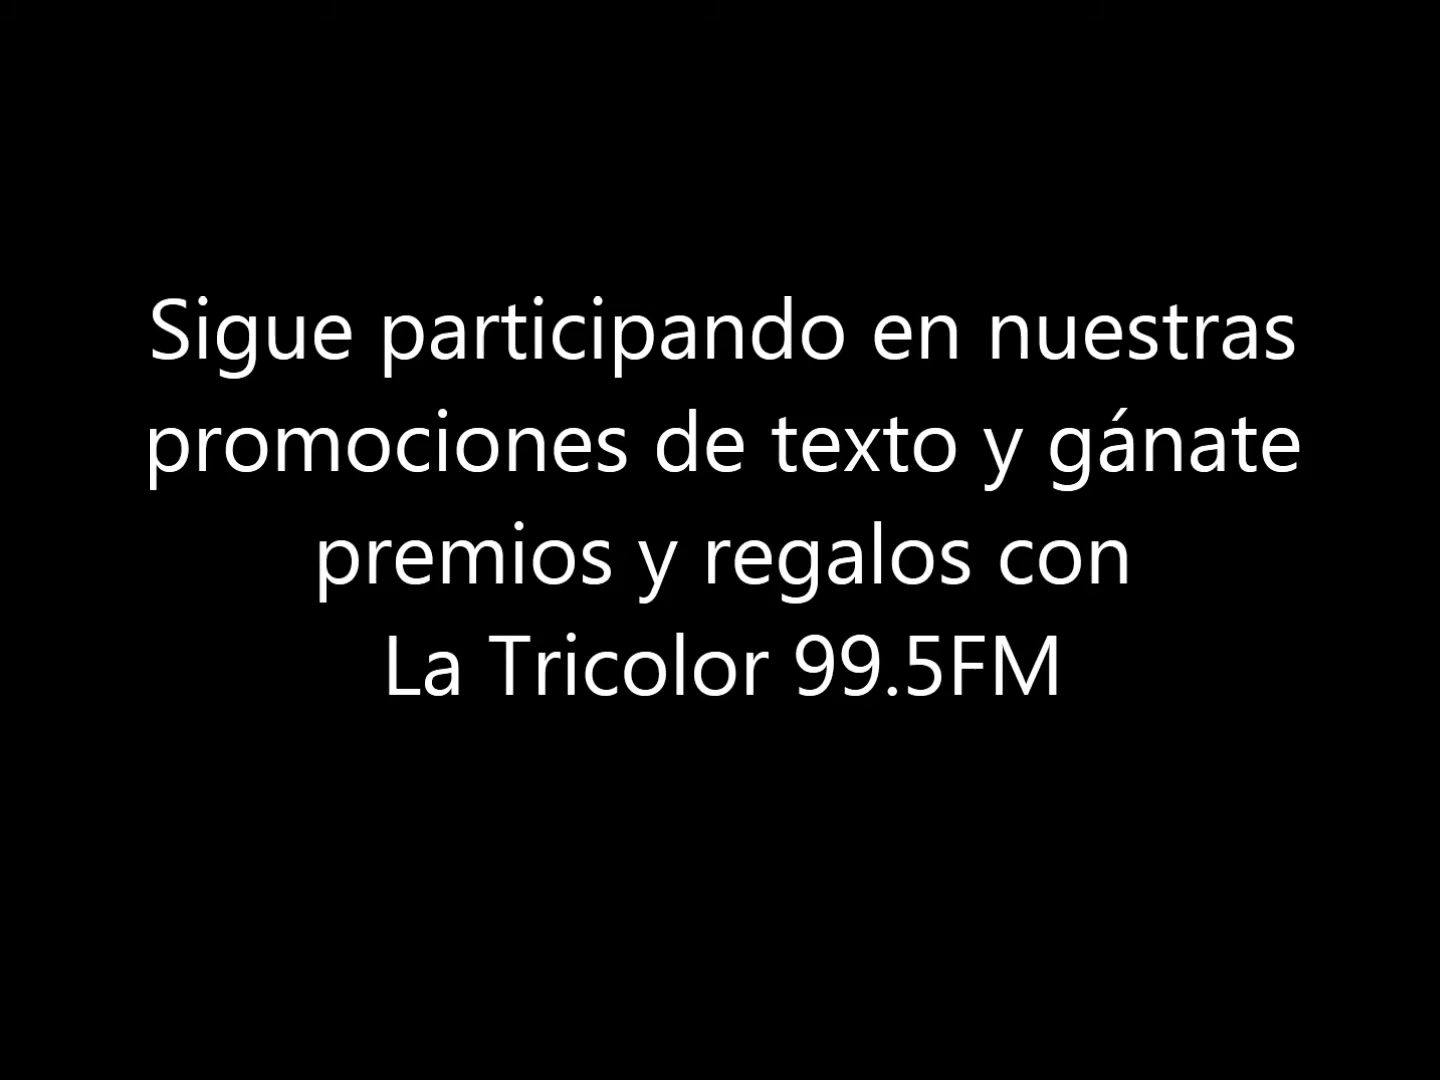 Sigue participando en nuestras
promociones de texto y gánate
premios y regalos con
La Tricolor 99.5FM